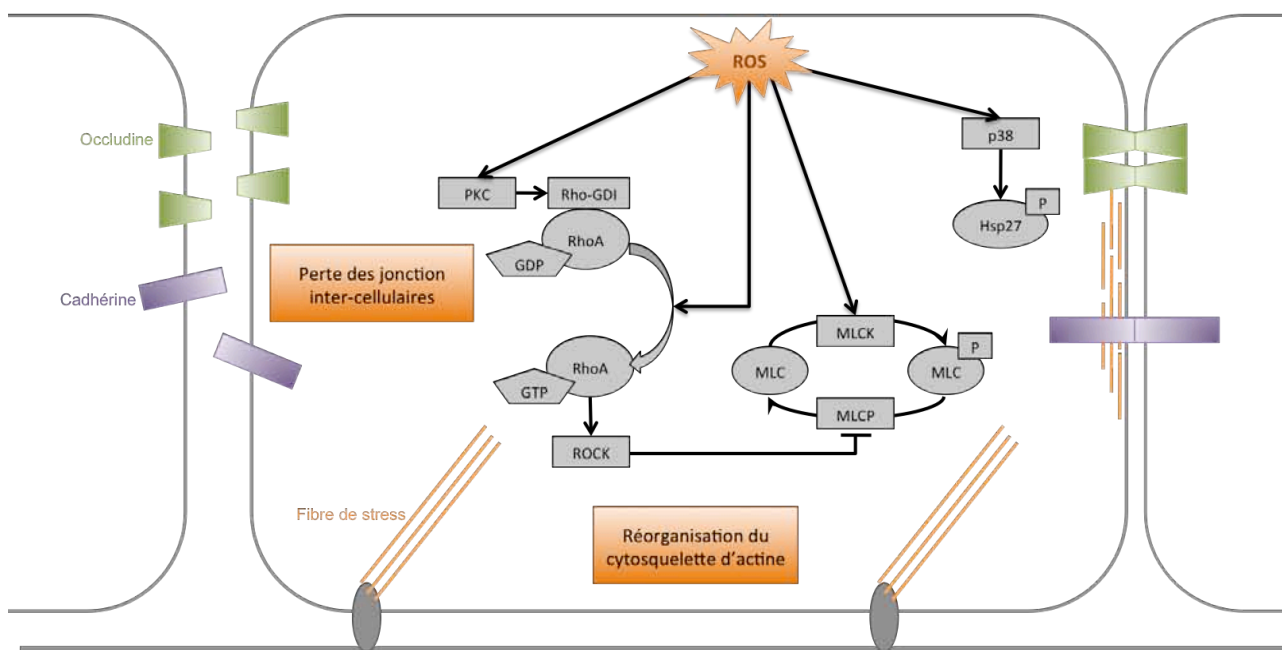 ROS
Occludine
p38
PKC
Rho-GDI
P
Hsp27
RhoA
GDP
Perte des jonction
inter-cellulaires
Cadhérine
MLCK
P
MLC
MLC
RhoA
GTP
MLCP
ROCK
Fibre de stress
Réorganisation du
cytosquelette d'actine